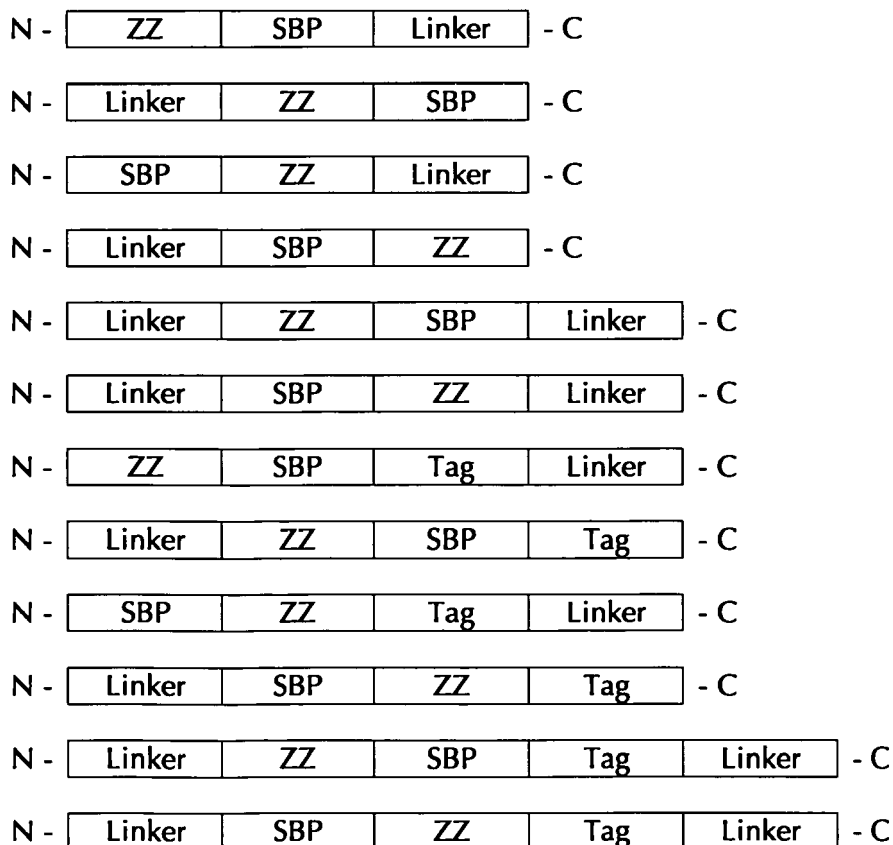 N - ZZ SBP Linker - C
N - Linker ZZ SBP - C
N - SBP ZZ Linker - C
N - Linker SBP ZZ - C
N - Linker ZZ SBP Linker - C
N - Linker SBP ZZ Linker - C
N - ZZ SBP Tag Linker - C
N - Linker ZZ SBP Tag - C
N - SBP ZZ Tag Linker - C
N - Linker SBP ZZ Tag - C
N - Linker ZZ SBP Tag Linker - C
N - Linker SBP ZZ Tag Linker - C